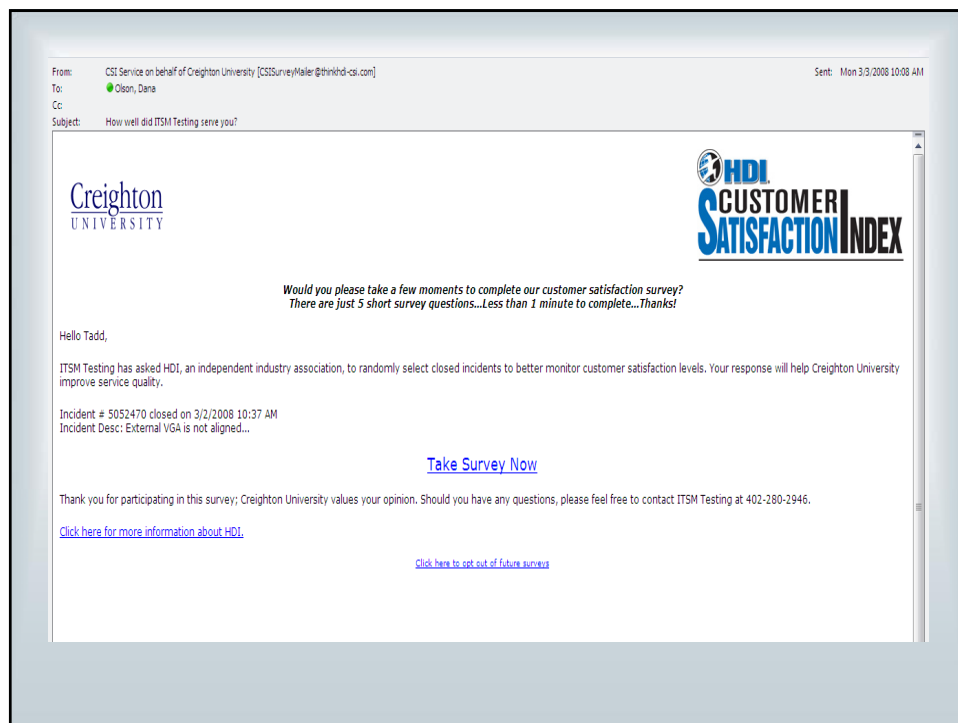 From: CSI Service on behalf of Creighton University [CSISurveyMailer@thinkhdi-csi.com] Sent: Mon 3/3/2008 10:08 AM
To: Olson, Dana
Cc:
Subject: How well did ITSM Testing serve you?
Creighton
UNIVERSITY
HDI
CUSTOMER
SATISFACTION INDEX
Would you please take a few moments to complete our customer satisfaction survey?
There are just 5 short survey questions...Less than 1 minute to complete...Thanks!
Hello Tadd,
ITSM Testing has asked HDI, an independent industry association, to randomly select closed incidents to better monitor customer satisfaction levels. Your response will help Creighton University
improve service quality.
Incident # 5052470 closed on 3/2/2008 10:37 AM
Incident Desc: External VGA is not aligned...
Take Survey Now
Thank you for participating in this survey; Creighton University values your opinion. Should you have any questions, please feel free to contact ITSM Testing at 402-280-2946.
Click here for more information about HDI.
Click here to opt out of future surveys